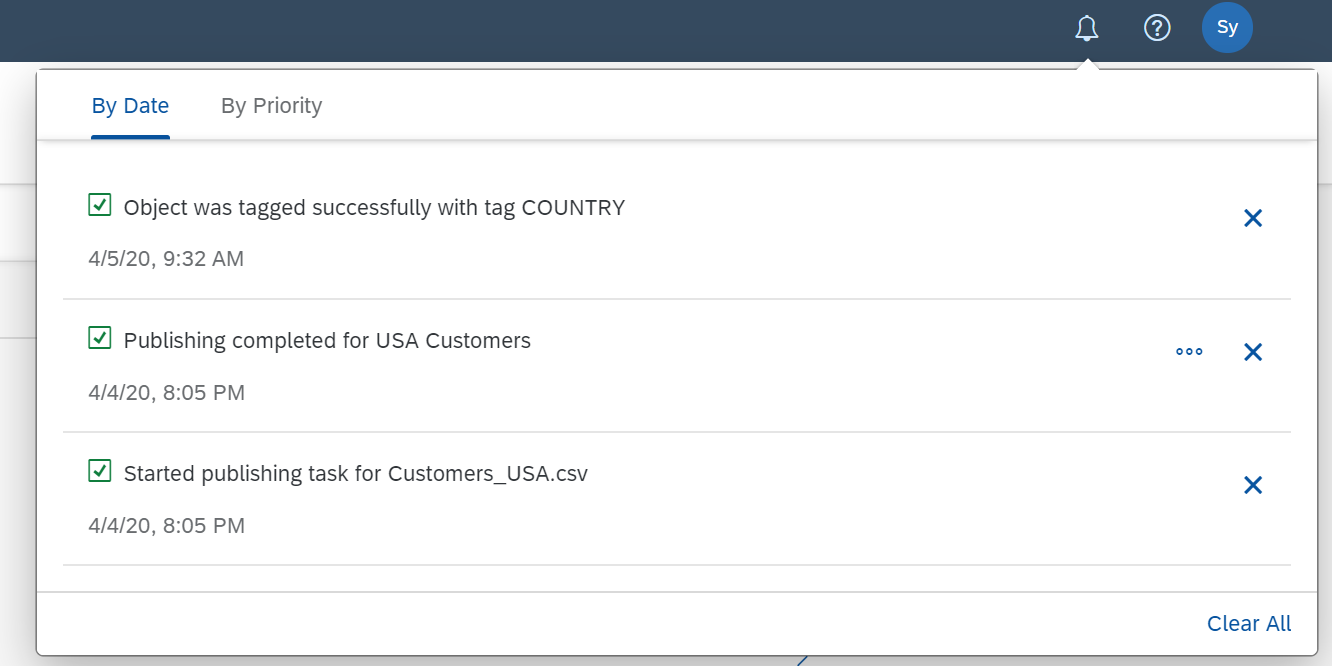 Sy
By Date By Priority
Object was tagged successfully with tag COUNTRY
4/5/20, 9:32 AM
Publishing completed for USA Customers
4/4/20, 8:05 PM
Started publishing task for Customers_USA.csv
4/4/20, 8:05 PM
Clear All